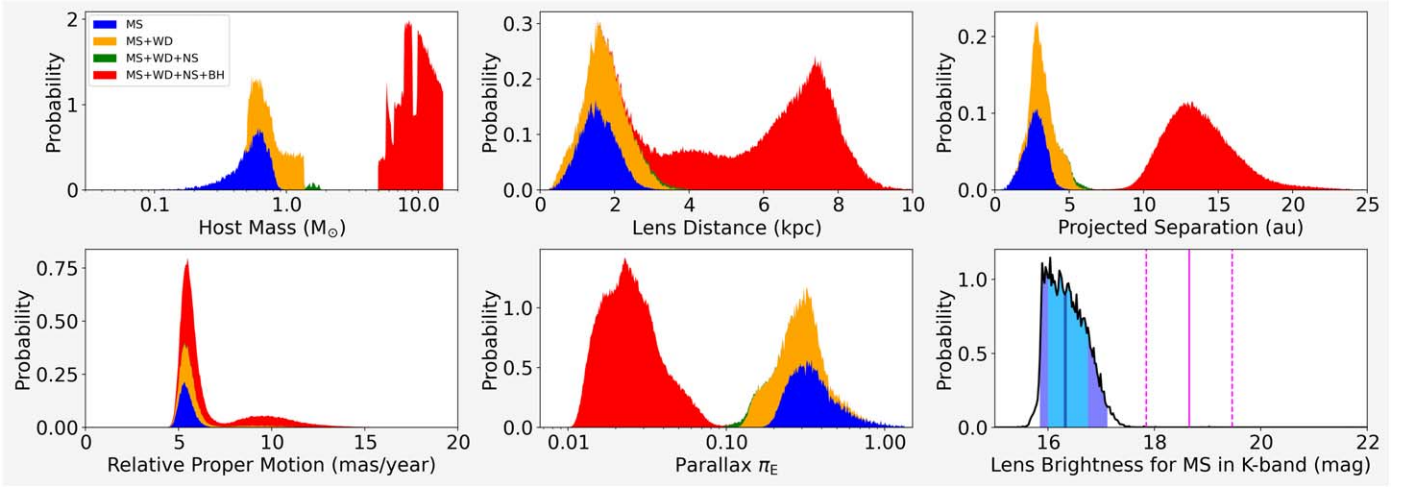 2
1
0
Probability
MS
MS+WD
MS+WD+NS
MS+WD+NS+BH
0.1 1.0 10.0
Host Mass (M⊙)
0.3
0.2
0.1
0.0
Probability
0 2 4 6 8 10
Lens Distance (kpc)
0.2
0.1
0.0
Probability
0 5 10 15 20 25
Projected Separation (au)
0.75
0.50
0.25
0.00
Probability
0 5 10 15 20
Relative Proper Motion (mas/year)
1.0
0.5
0.0
Probability
0.01 0.10 1.00
Parallax πE
1.0
0.5
0.0
Probability
16 18 20 22
Lens Brightness for MS in K-band (mag)